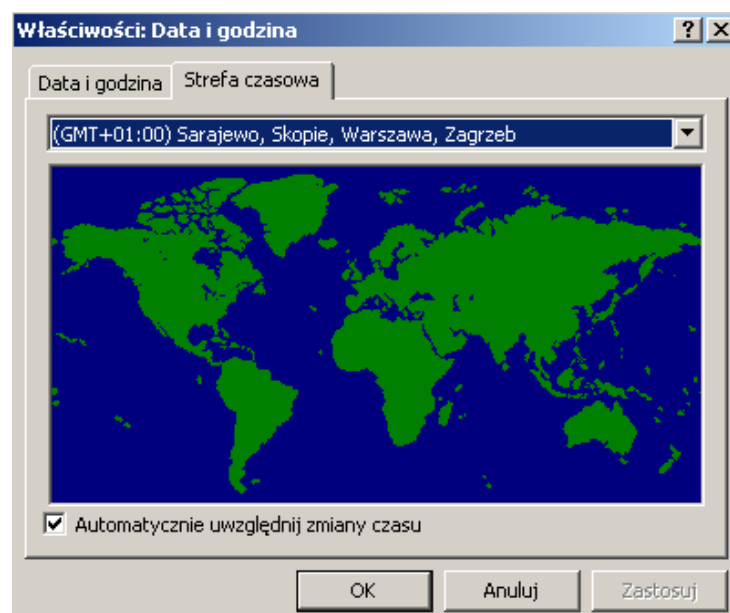 Właściwości: Data i godzina
Data i godzina Strefa czasowa
(GMT+01:00) Sarajewo, Skopie, Warszawa, Zagrzeb
Automatycznie uwzględnij zmiany czasu
OK Anuluj Zastosuj